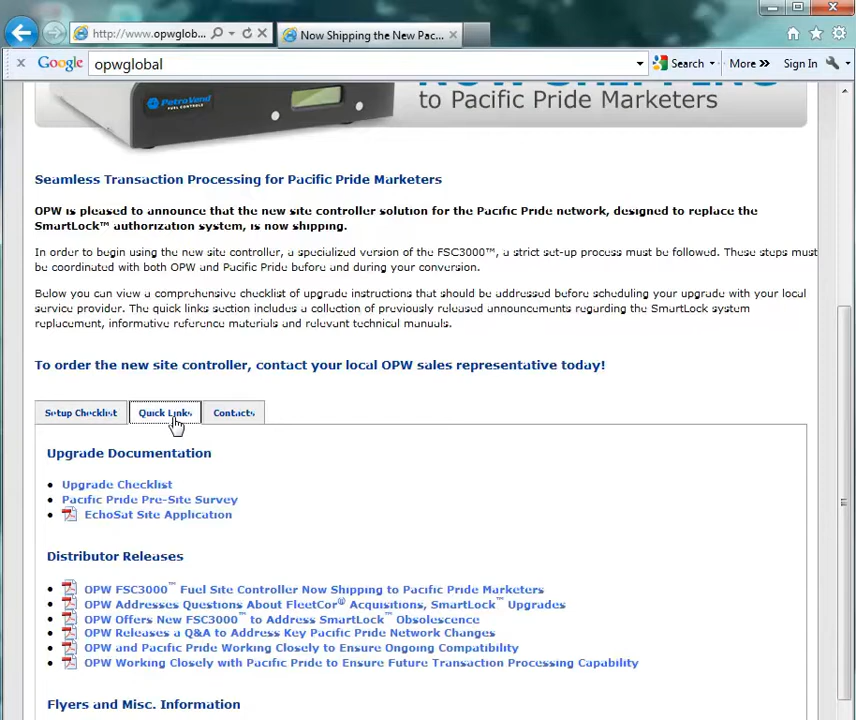 http://www.opwglob...
Now Shipping the New Pac...
Google
opwglobal
Search
More »
Sign In
PetroVend
FUEL CONTROLS
to Pacific Pride Marketers
Seamless Transaction Processing for Pacific Pride Marketers
OPW is pleased to announce that the new site controller solution for the Pacific Pride network, designed to replace the
SmartLock™ authorization system, is now shipping.
In order to begin using the new site controller, a specialized version of the FSC3000™, a strict set-up process must be followed. These steps must
be coordinated with both OPW and Pacific Pride before and during your conversion.
Below you can view a comprehensive checklist of upgrade instructions that should be addressed before scheduling your upgrade with your local
service provider. The quick links section includes a collection of previously released announcements regarding the SmartLock system
replacement, informative reference materials and relevant technical manuals.
To order the new site controller, contact your local OPW sales representative today!
Setup Checklist
Quick Links
Contacts
Upgrade Documentation
Upgrade Checklist
Pacific Pride Pre-Site Survey
EchoSat Site Application
Distributor Releases
OPW FSC3000™ Fuel Site Controller Now Shipping to Pacific Pride Marketers
OPW Addresses Questions About FleetCor® Acquisitions, SmartLock™ Upgrades
OPW Offers New FSC3000™ to Address SmartLock™ Obsolescence
OPW Releases a Q&A to Address Key Pacific Pride Network Changes
OPW and Pacific Pride Working Closely to Ensure Ongoing Compatibility
OPW Working Closely with Pacific Pride to Ensure Future Transaction Processing Capability
Flyers and Misc. Information